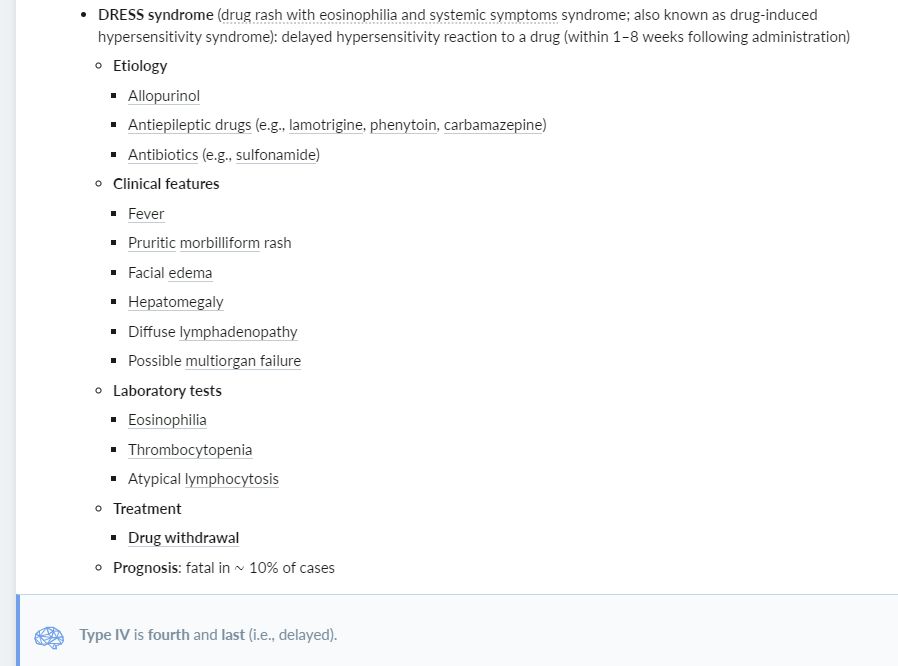 DRESS syndrome (drug rash with eosinophilia and systemic symptoms syndrome; also known as drug-induced
hypersensitivity syndrome): delayed hypersensitivity reaction to a drug (within 1–8 weeks following administration)
Etiology
Allopurinol
Antiepileptic drugs (e.g., lamotrigine, phenytoin, carbamazepine)
Antibiotics (e.g., sulfonamide)
Clinical features
Fever
Pruritic morbilliform rash
Facial edema
Hepatomegaly
Diffuse lymphadenopathy
Possible multiorgan failure
Laboratory tests
Eosinophilia
Thrombocytopenia
Atypical lymphocytosis
Treatment
Drug withdrawal
Prognosis: fatal in ~ 10% of cases
Type IV is fourth and last (i.e., delayed).